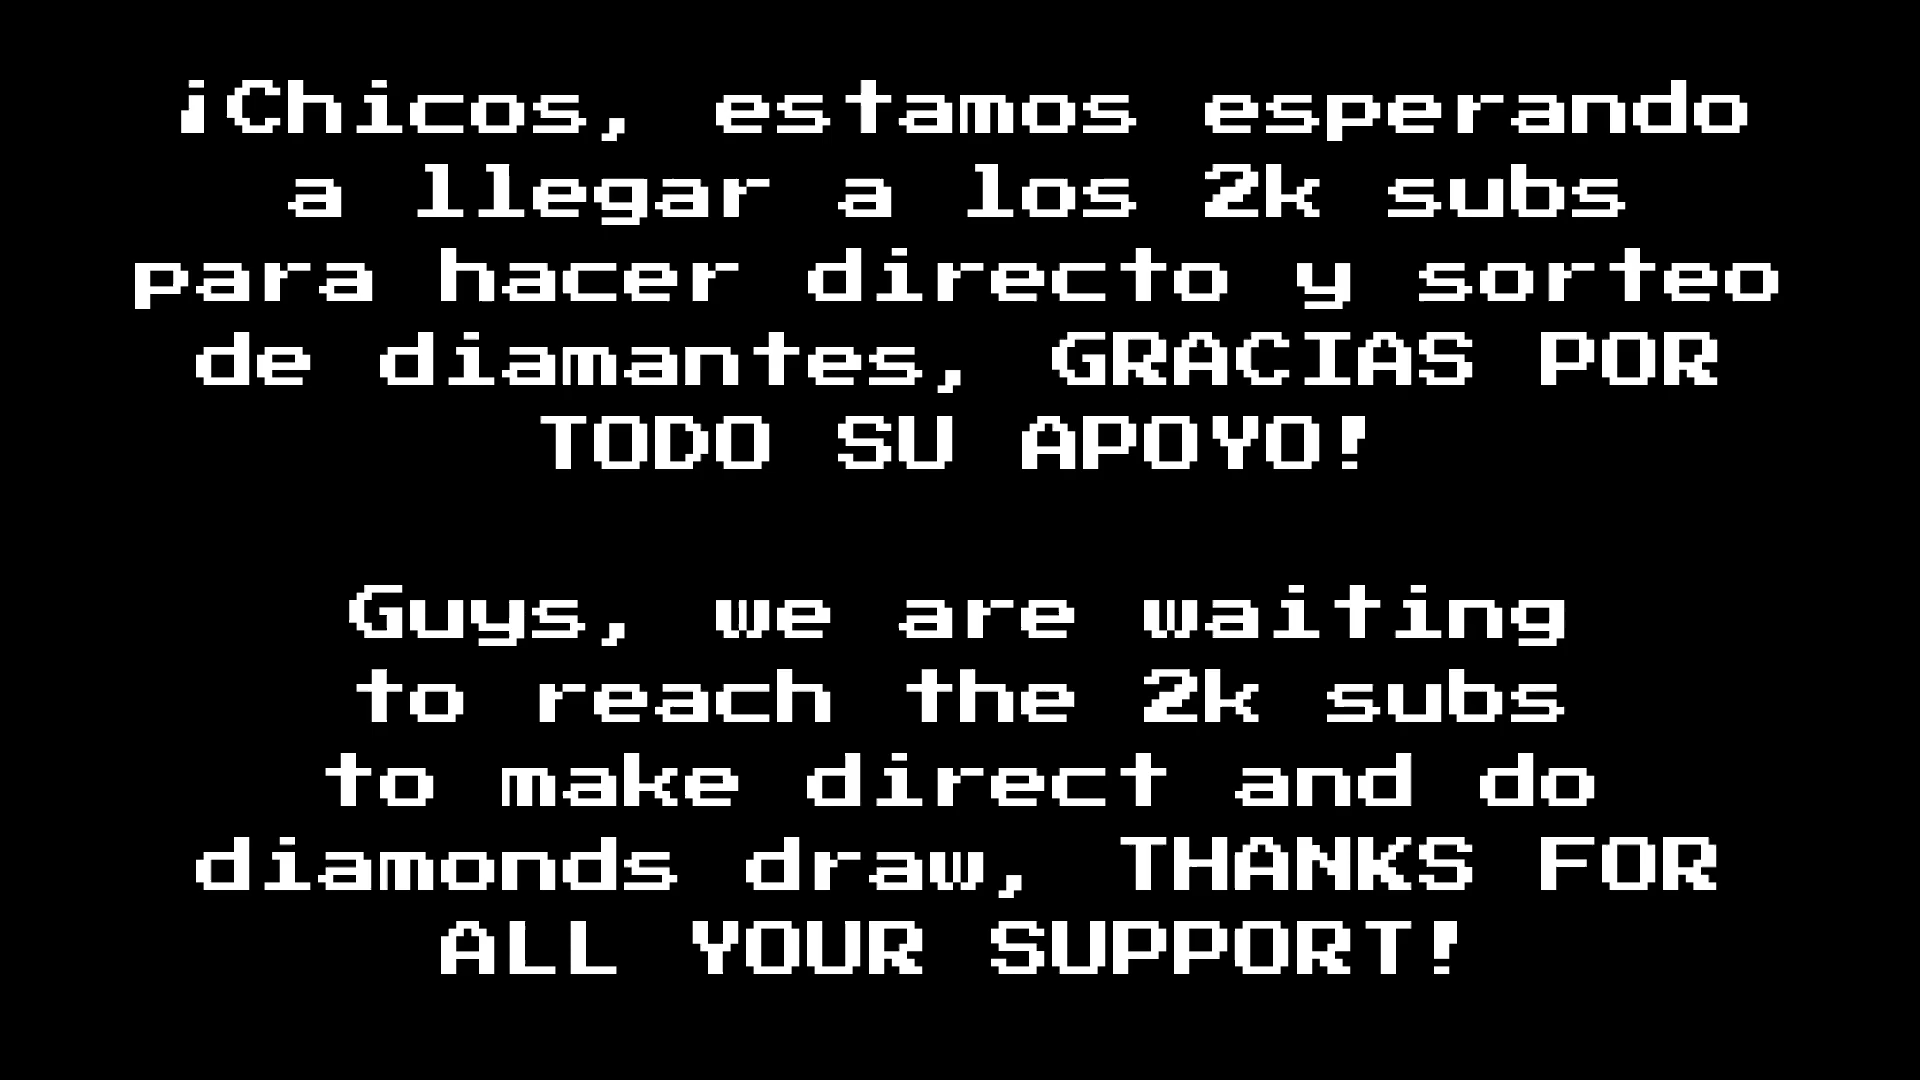 ¡Chicos, estamos esperando
a llegar a los 2k subs
para hacer directo y sorteo
de diamantes, GRACIAS POR
TODO SU APOYO!
Guys, we are waiting
to reach the 2k subs
to make direct and do
diamonds draw, THANKS FOR
ALL YOUR SUPPORT!